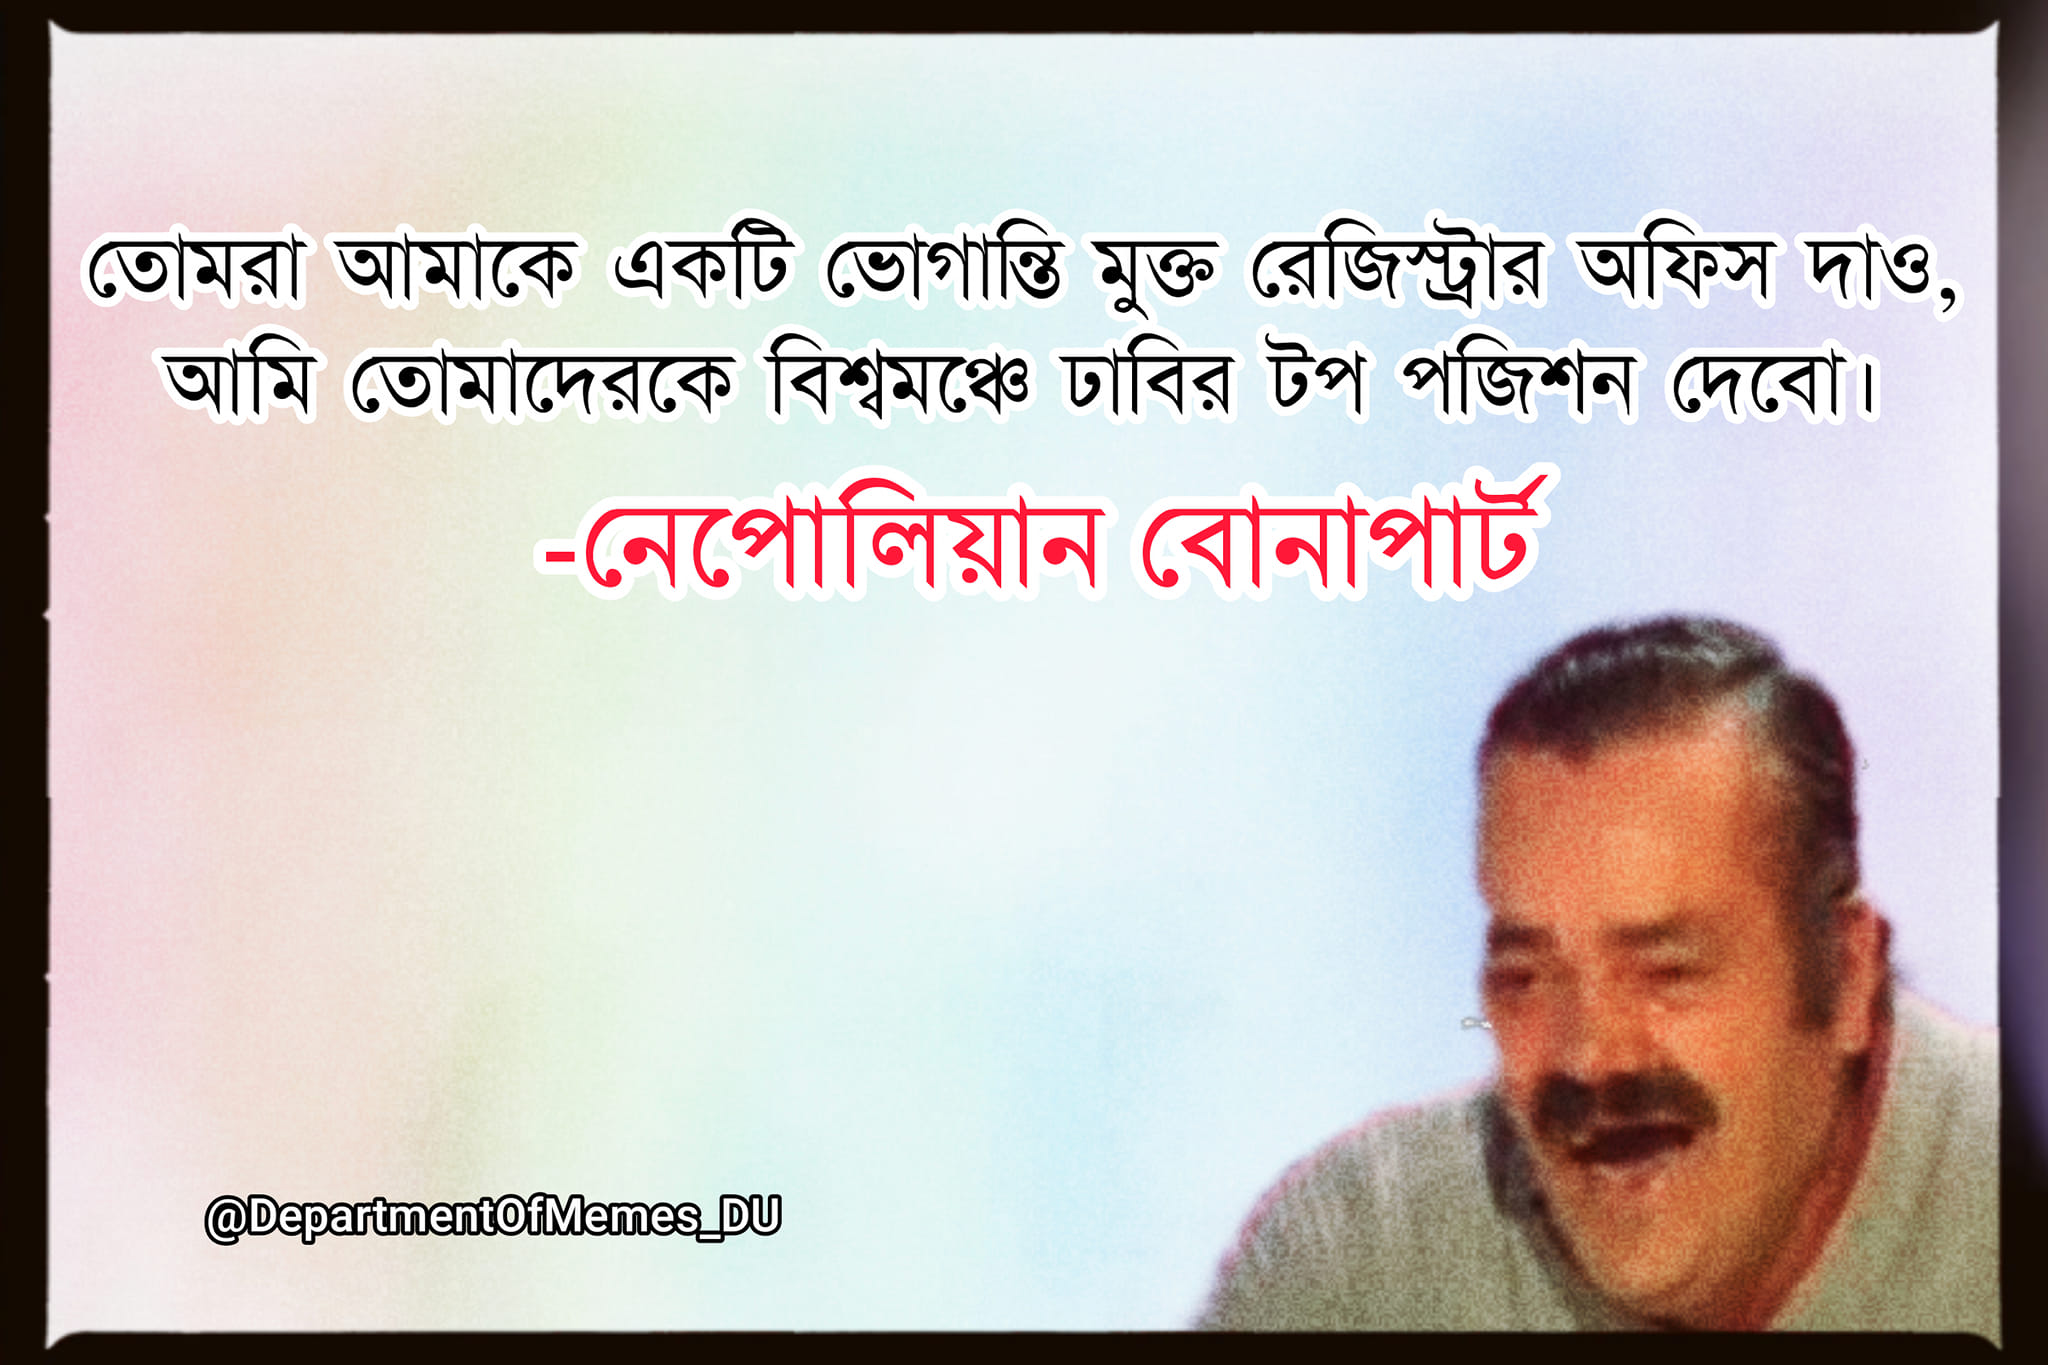 তোমরা আমাকে একটি ভোগান্তি মুক্ত রেজিস্ট্রার অফিস দাও,
আমি তোমাদেরকে বিশ্বমঞ্চে ঢাবির টপ পজিশন দেবো।
-নেপোলিয়ান বোনাপার্ট
@DepartmentOfMemes_DU